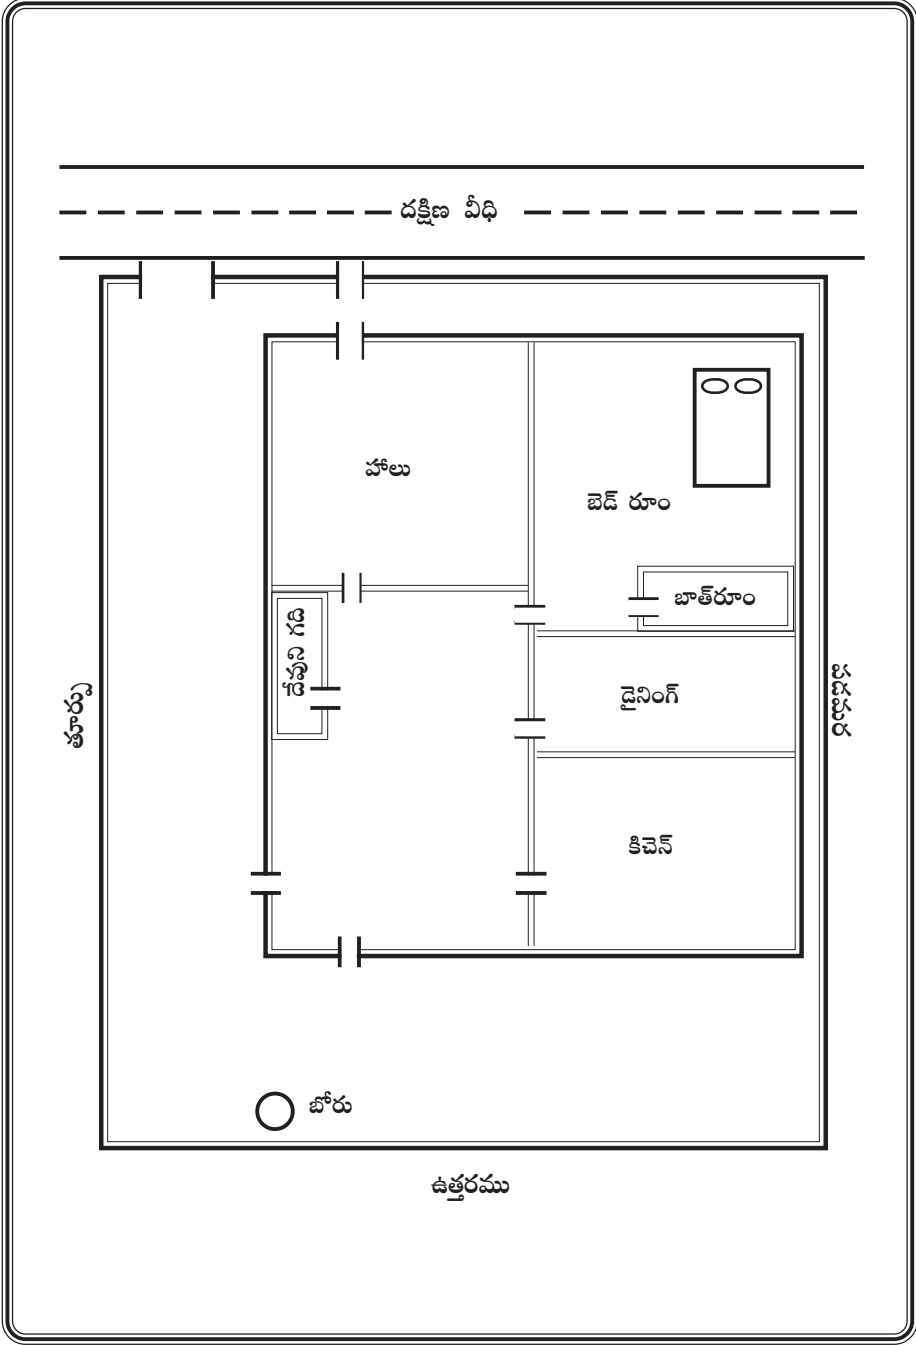 దక్షిణ వీధి
హాలు
బెడ్ రూం
బాత్‌రూం
దేవుని గది
డైనింగ్
తూర్పు
పడమర
కిచెన్
బోరు
ఉత్తరము